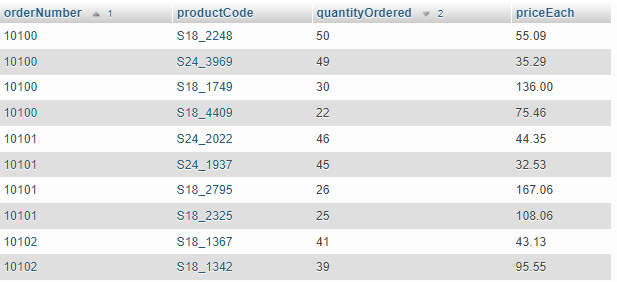 orderNumber 1 productCode quantityOrdered 2 priceEach
10100 S18_2248 50 55.09
10100 S24_3969 49 35.29
10100 S18_1749 30 136.00
10100 S18_4409 22 75.46
10101 S24_2022 46 44.35
10101 S24_1937 45 32.53
10101 S18_2795 26 167.06
10101 S18_2325 25 108.06
10102 S18_1367 41 43.13
10102 S18_1342 39 95.55